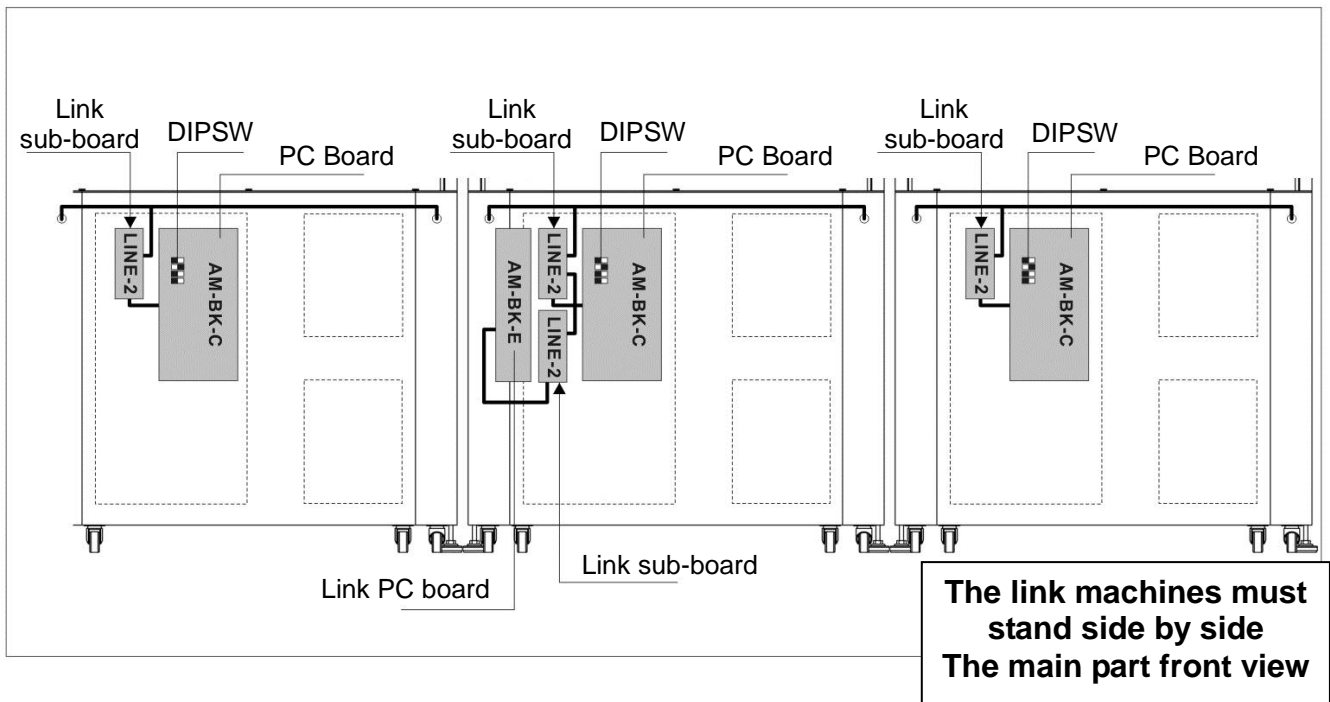 Link
sub-board
DIPSW
PC Board
Link
sub-board
DIPSW
PC Board
Link
sub-board
DIPSW
PC Board
LINE-2
AM-BK-C
AM-BK-E
LINE-2
LINE-2
AM-BK-C
LINE-2
AM-BK-C
Link sub-board
Link PC board
The link machines must
stand side by side
The main part front view